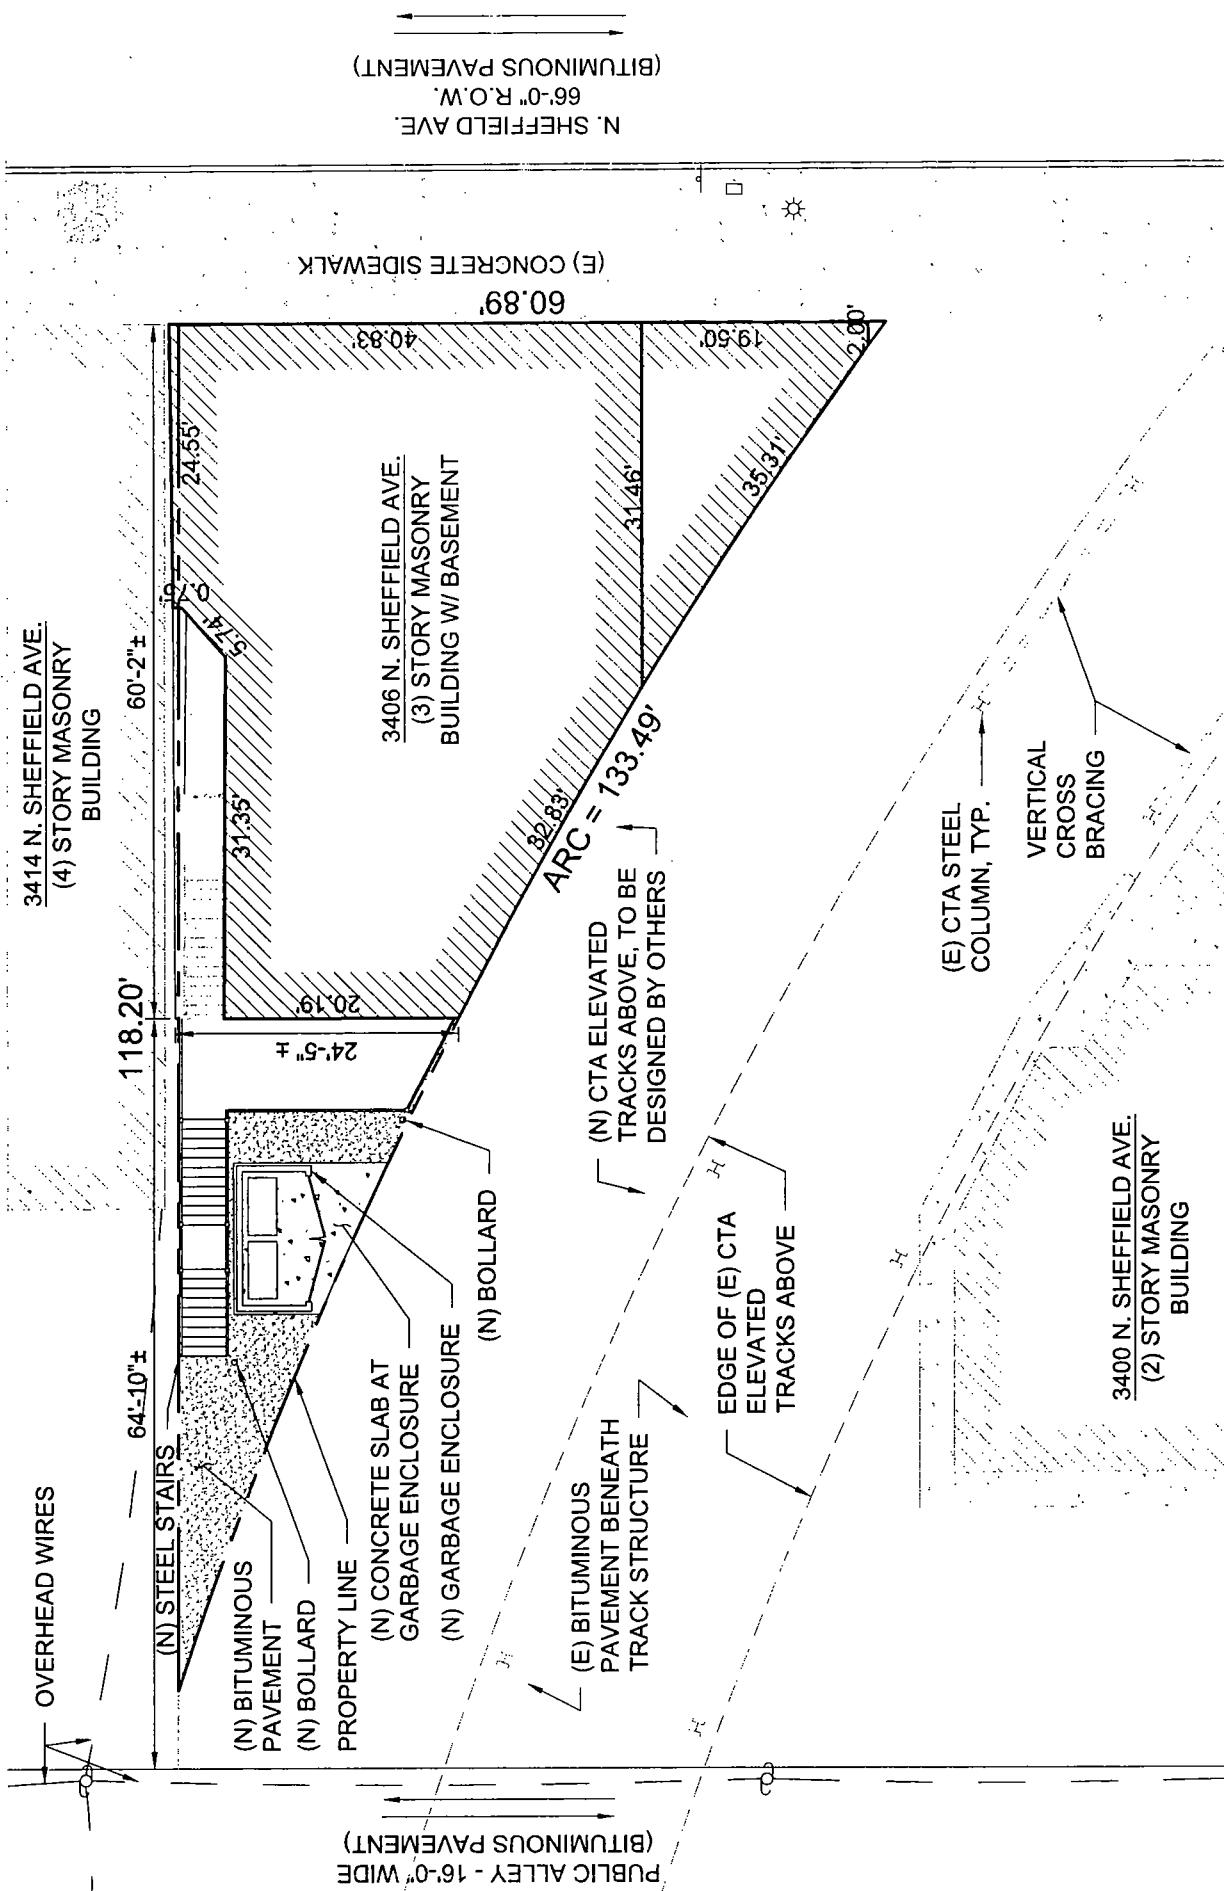 N. SHEFFIELD AVE.
66'-0" R.O.W.
(BITUMINOUS PAVEMENT)
(E) CONCRETE SIDEWALK
60.89'
40.83'
19.50'
2.00'
24.55'
0.75'
5.74'
31.35'
31.46'
35.31'
32.83'
20.19'
24'-5" ±
ARC = 133.49'
3414 N. SHEFFIELD AVE.
(4) STORY MASONRY
BUILDING
60'-2"±
118.20'
64'-10"±
3406 N. SHEFFIELD AVE.
(3) STORY MASONRY
BUILDING W/ BASEMENT
(N) CTA ELEVATED
TRACKS ABOVE, TO BE
DESIGNED BY OTHERS
(E) CTA STEEL
COLUMN, TYP.
VERTICAL
CROSS
BRACING
OVERHEAD WIRES
(N) STEEL STAIRS
(N) BITUMINOUS
PAVEMENT
(N) BOLLARD
PROPERTY LINE
(N) CONCRETE SLAB AT
GARBAGE ENCLOSURE
(N) GARBAGE ENCLOSURE
(N) BOLLARD
(E) BITUMINOUS
PAVEMENT BENEATH
TRACK STRUCTURE
EDGE OF (E) CTA
ELEVATED
TRACKS ABOVE
3400 N. SHEFFIELD AVE.
(2) STORY MASONRY
BUILDING
PUBLIC ALLEY - 16'-0" WIDE
(BITUMINOUS PAVEMENT)